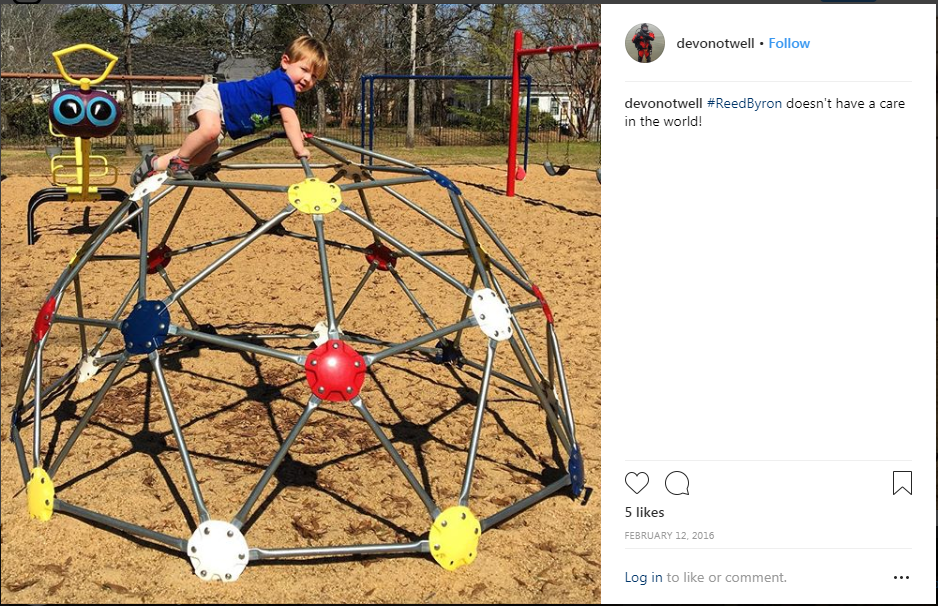 devonotwell • Follow
devonotwell #ReedByron doesn't have a care
in the world!
5 likes
FEBRUARY 12, 2016
Log in to like or comment.